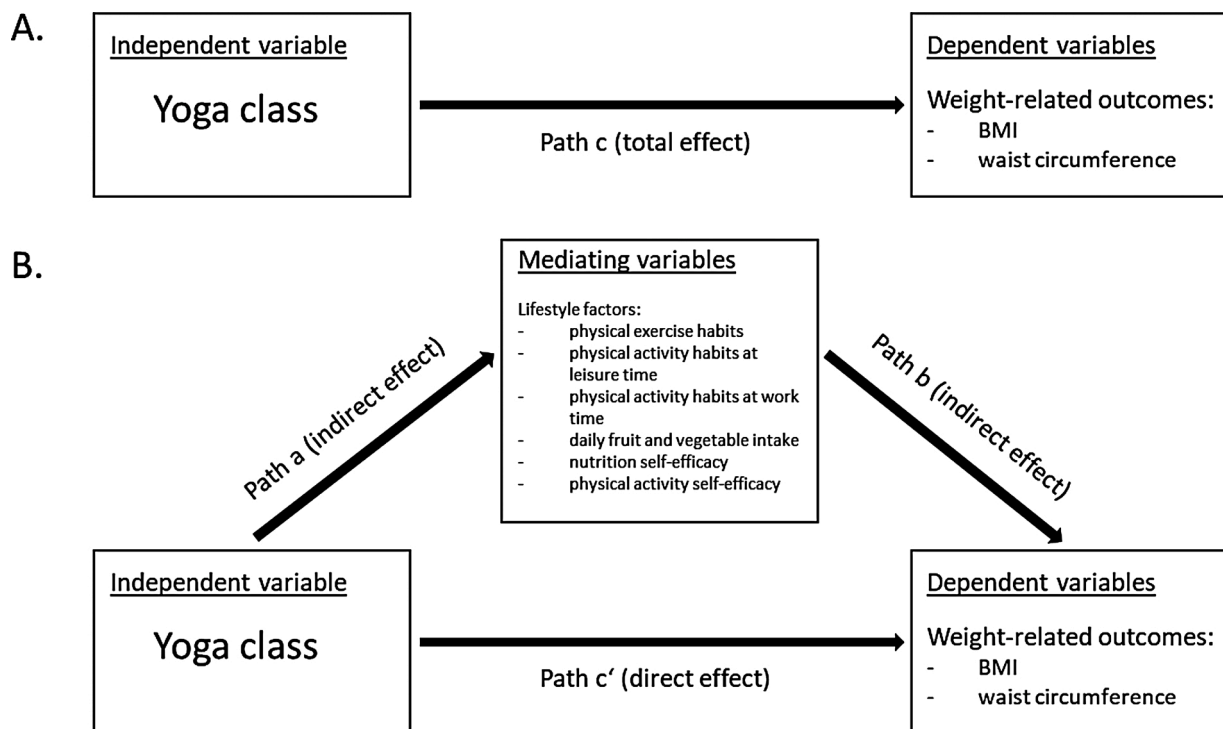 A.
Independent variable
Yoga class
Path c (total effect)
Dependent variables
Weight-related outcomes:
- BMI
- waist circumference
B.
Mediating variables
Lifestyle factors:
- physical exercise habits
- physical activity habits at
leisure time
- physical activity habits at work
time
- daily fruit and vegetable intake
- nutrition self-efficacy
- physical activity self-efficacy
Path a (indirect effect)
Path b (indirect effect)
Independent variable
Yoga class
Path c‘ (direct effect)
Dependent variables
Weight-related outcomes:
- BMI
- waist circumference